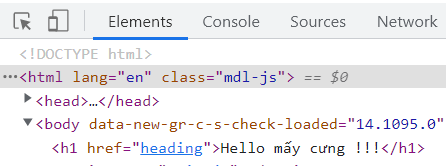 Elements Console Sources Network
<!DOCTYPE html>
···<html lang="en" class="mdl-js"> == $0
▶<head>…</head>
▼<body data-new-gr-c-s-check-loaded="14.1095.0"
<h1 href="heading">Hello mấy cưng !!!</h1>